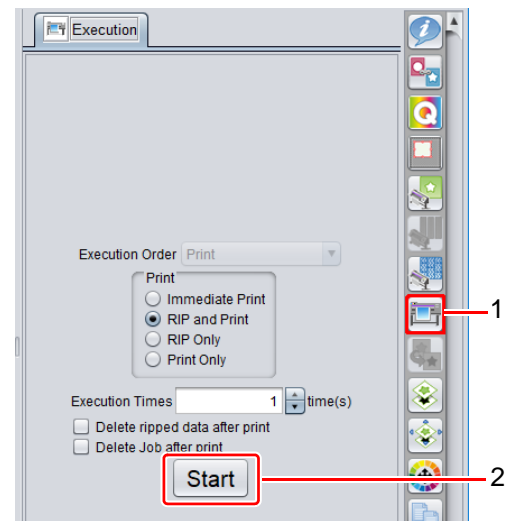 Execution
Execution Order Print
Print
Immediate Print
RIP and Print
RIP Only
Print Only
Execution Times 1 time(s)
Delete ripped data after print
Delete Job after print
Start
1
2